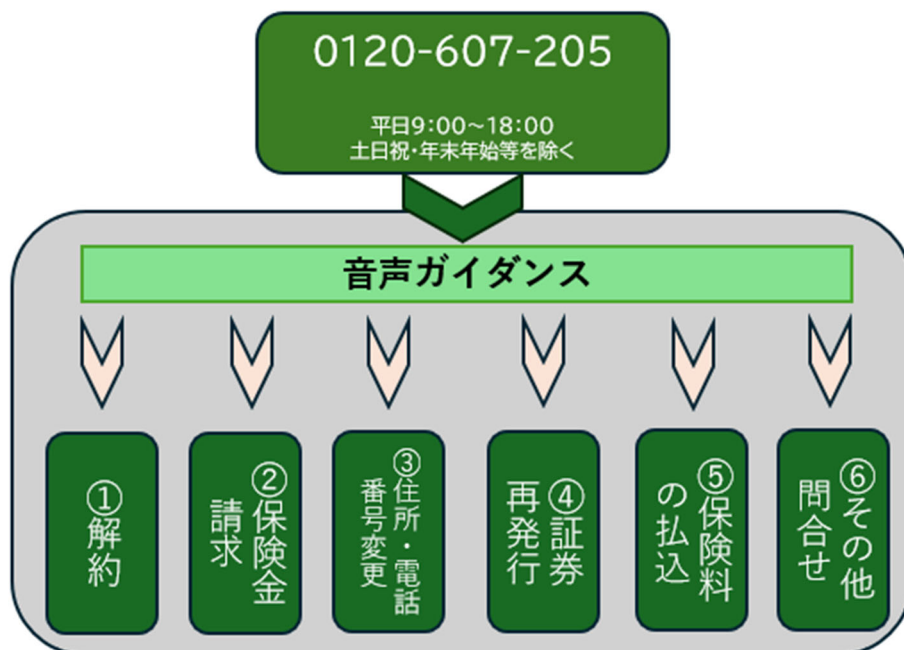 0120-607-205
平日9:00～18:00
土日祝・年末年始等を除く
音声ガイダンス
①解約
②保険金
請求
③住所・電話
番号変更
④証券
再発行
⑤保険料
の払込
⑥その他
問合せ